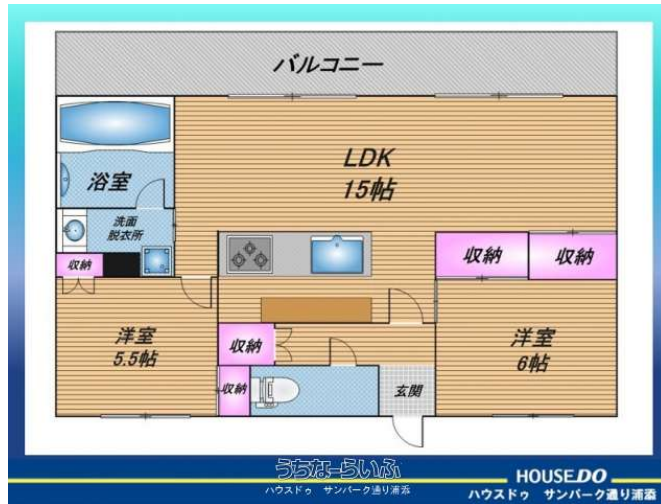 バルコニー
LDK
15帖
浴室
洗面
脱衣所
収納
収納
収納
洋室
5.5帖
収納
収納
洋室
6帖
玄関
うちなーらいふ
ハウスドゥ サンパーク通り浦添
HOUSE.DO
ハウスドゥ サンパーク通り浦添